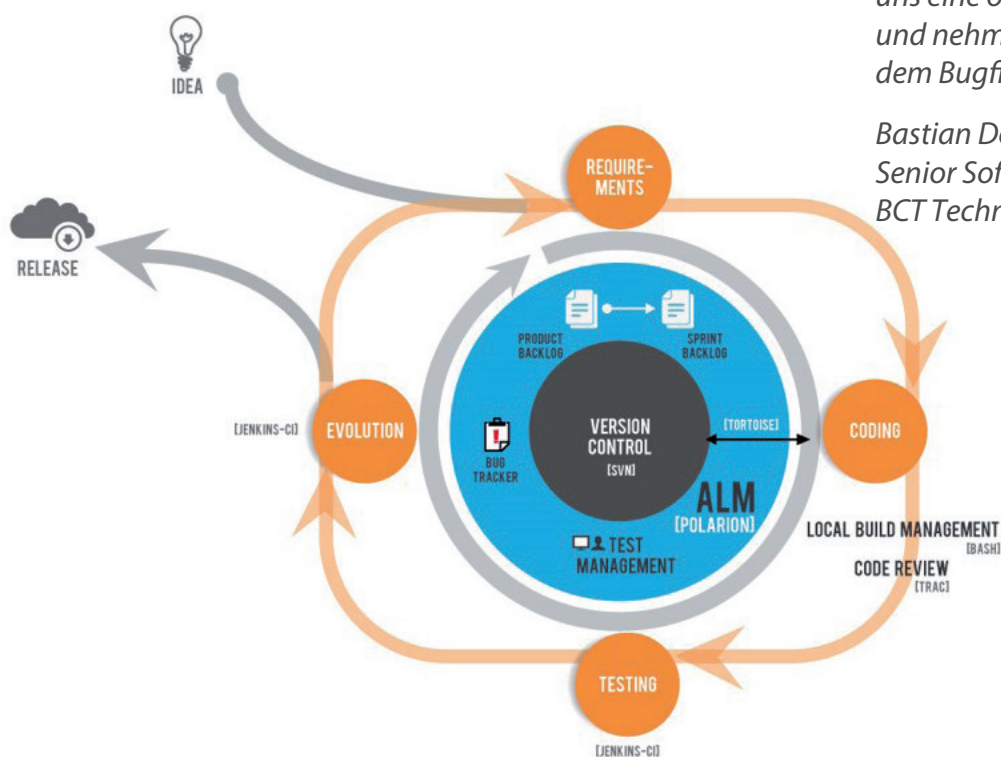 und nehm
dem Bugfi
Bastian
Senior Sof
BCT Techn
IDEA
RELEASE
REQUIRE-
MENTS
PRODUCT
BACKLOG
SPRINT
BACKLOG
[JENKINS-CI]
EVOLUTION
BUG
TRACKER
VERSION
CONTROL
[SVN]
[TORTOISE]
CODING
ALM
[POLARION]
TEST
MANAGEMENT
LOCAL BUILD MANAGEMENT
[BASH]
CODE REVIEW
[TRAC]
TESTING
[JENKINS-CI]